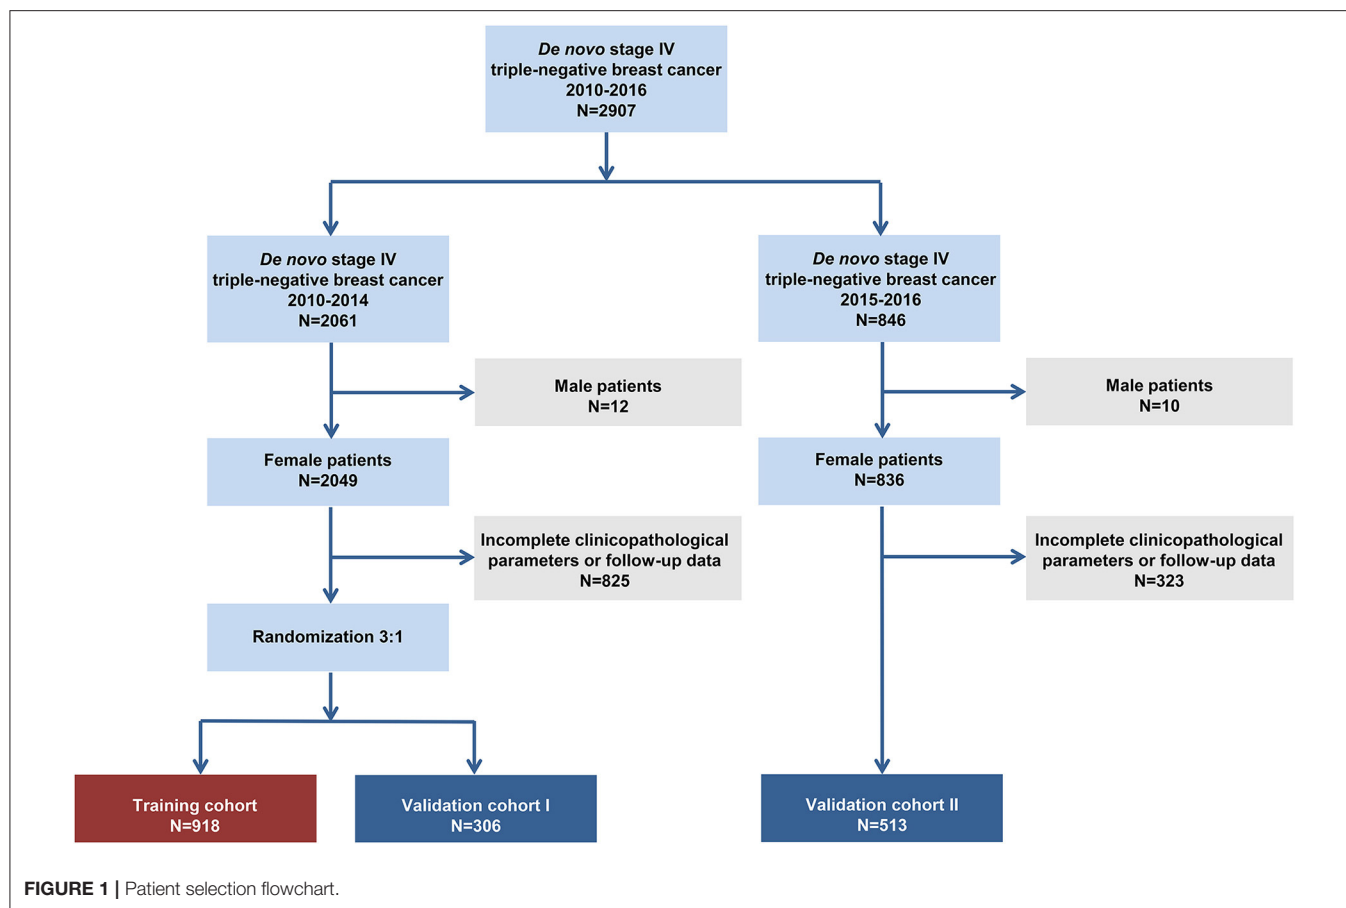 De novo stage IV
triple-negative breast cancer
2010-2016
N=2907
De novo stage IV
triple-negative breast cancer
2010-2014
N=2061
De novo stage IV
triple-negative breast cancer
2015-2016
N=846
Male patients
N=12
Male patients
N=10
Female patients
N=2049
Female patients
N=836
Incomplete clinicopathological
parameters or follow-up data
N=825
Incomplete clinicopathological
parameters or follow-up data
N=323
Randomization 3:1
Training cohort
N=918
Validation cohort I
N=306
Validation cohort II
N=513
FIGURE 1 | Patient selection flowchart.